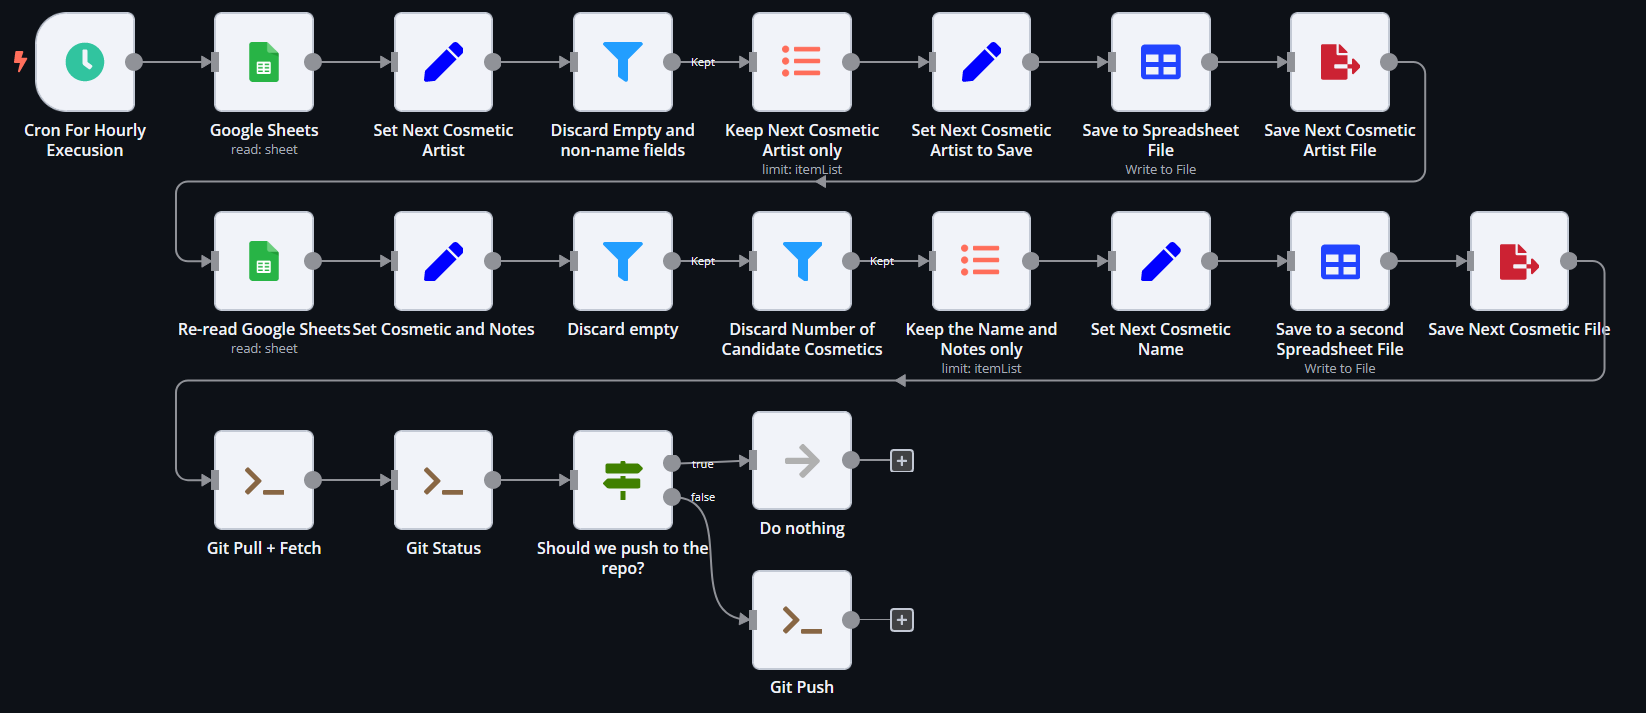 Cron For Hourly
Execusion
Google Sheets
read: sheet
Set Next Cosmetic
Artist
Discard Empty and
non-name fields
Kept
Keep Next Cosmetic
Artist only
limit: itemList
Set Next Cosmetic
Artist to Save
Save to Spreadsheet
File
Write to File
Save Next Cosmetic
Artist File
Re-read Google Sheets
read: sheet
Set Cosmetic and Notes
Discard empty
Kept
Discard Number of
Candidate Cosmetics
Kept
Keep the Name and
Notes only
limit: itemList
Set Next Cosmetic
Name
Save to a second
Spreadsheet File
Write to File
Save Next Cosmetic File
Git Pull + Fetch
Git Status
Should we push to the
repo?
true
false
Do nothing
Git Push